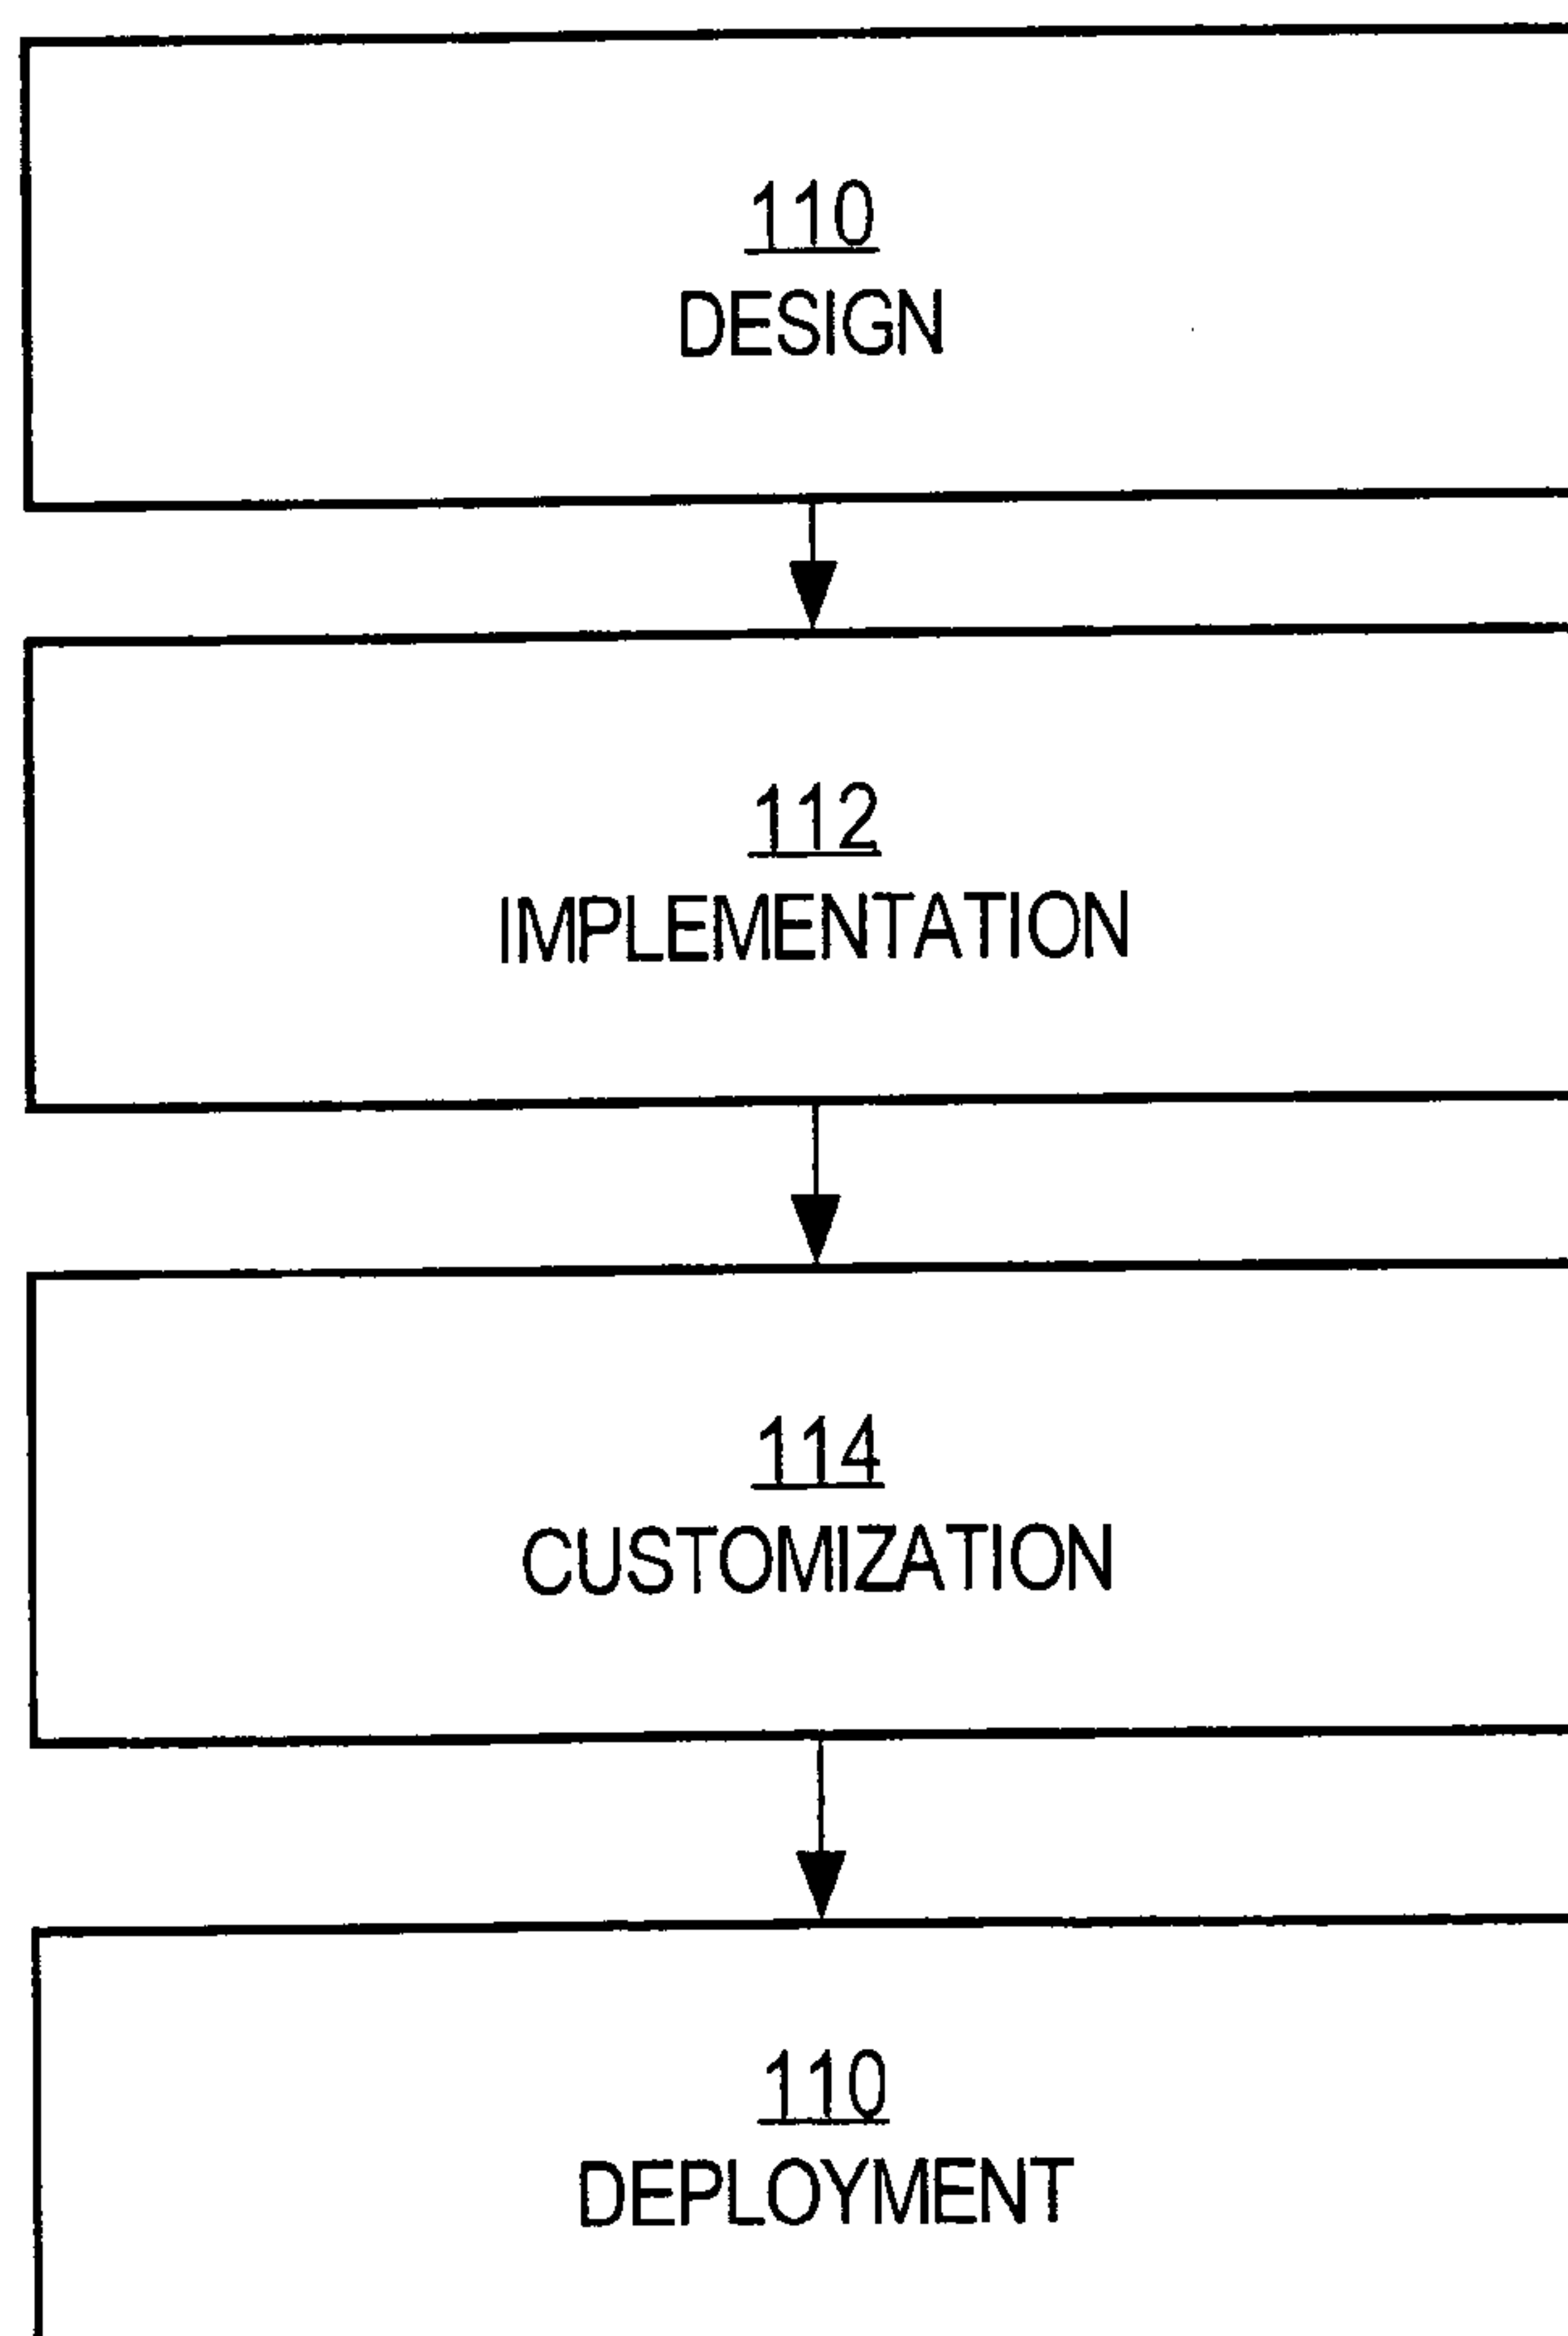 110
DESIGN
112
IMPLEMENTATION
114
CUSTOMIZATION
110
DEPLOYMENT